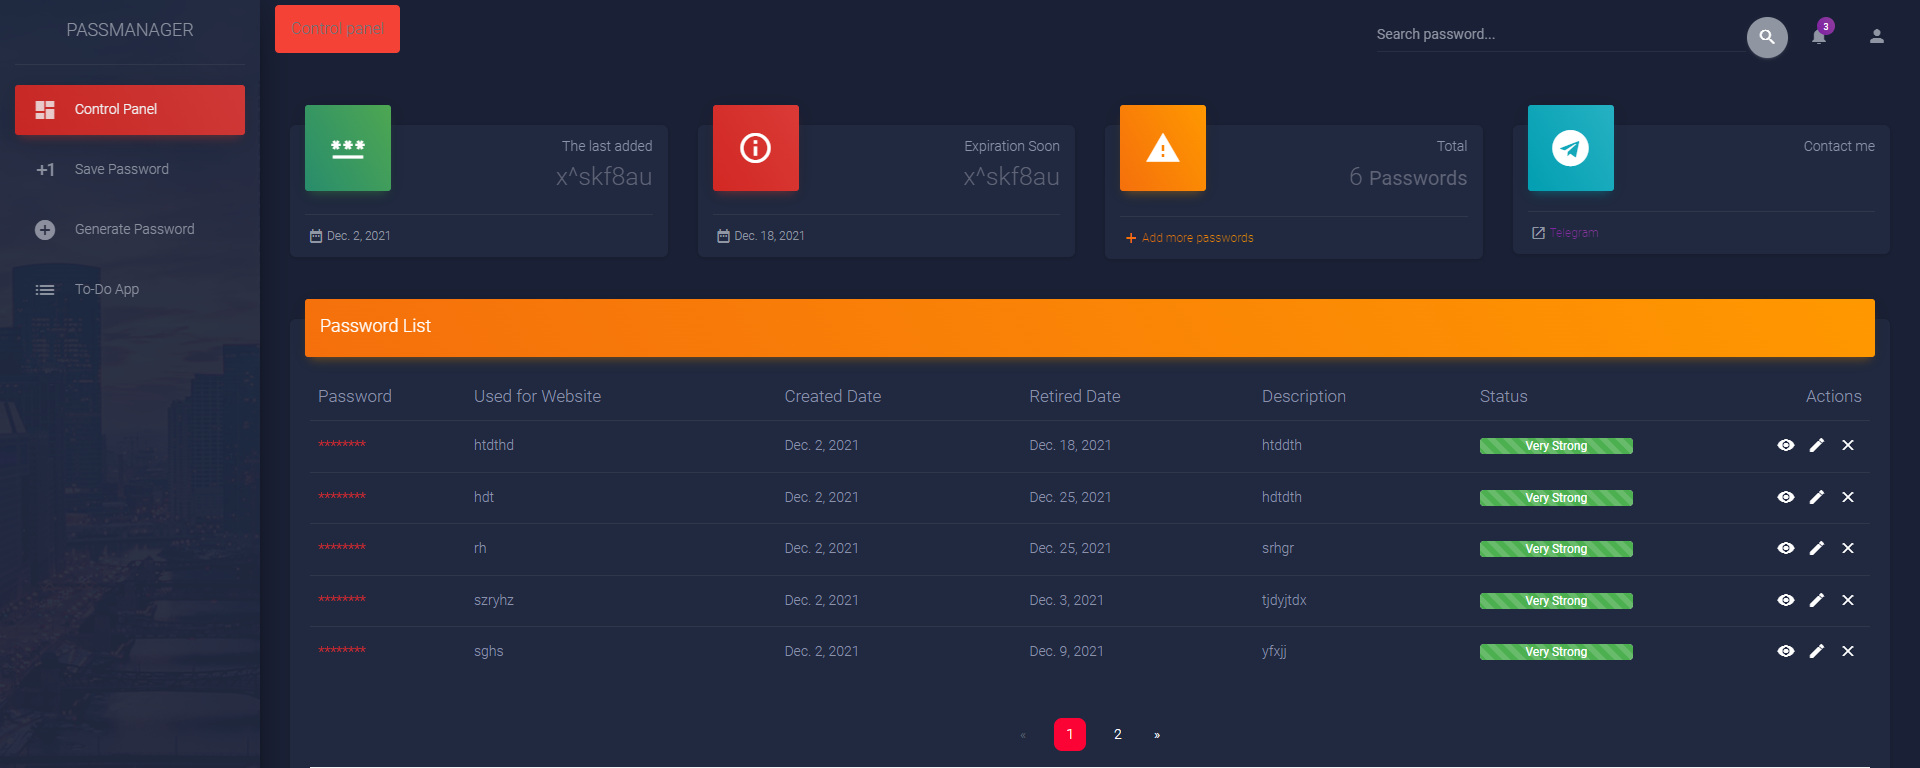 PASSMANAGER
Control Panel
+1 Save Password
Generate Password
To-Do App
Control panel
Search password...
3
The last added
x^skf8au
Dec. 2, 2021
Expiration Soon
x^skf8au
Dec. 18, 2021
Total
6 Passwords
Add more passwords
Contact me
Telegram
Password List
Password Used for Website Created Date Retired Date Description Status Actions
******** htdthd Dec. 2, 2021 Dec. 18, 2021 htddth Very Strong
******** hdt Dec. 2, 2021 Dec. 25, 2021 hdtdth Very Strong
******** rh Dec. 2, 2021 Dec. 25, 2021 srhgr Very Strong
******** szryhz Dec. 2, 2021 Dec. 3, 2021 tjdyjtdx Very Strong
******** sghs Dec. 2, 2021 Dec. 9, 2021 yfxjj Very Strong
« 1 2 »